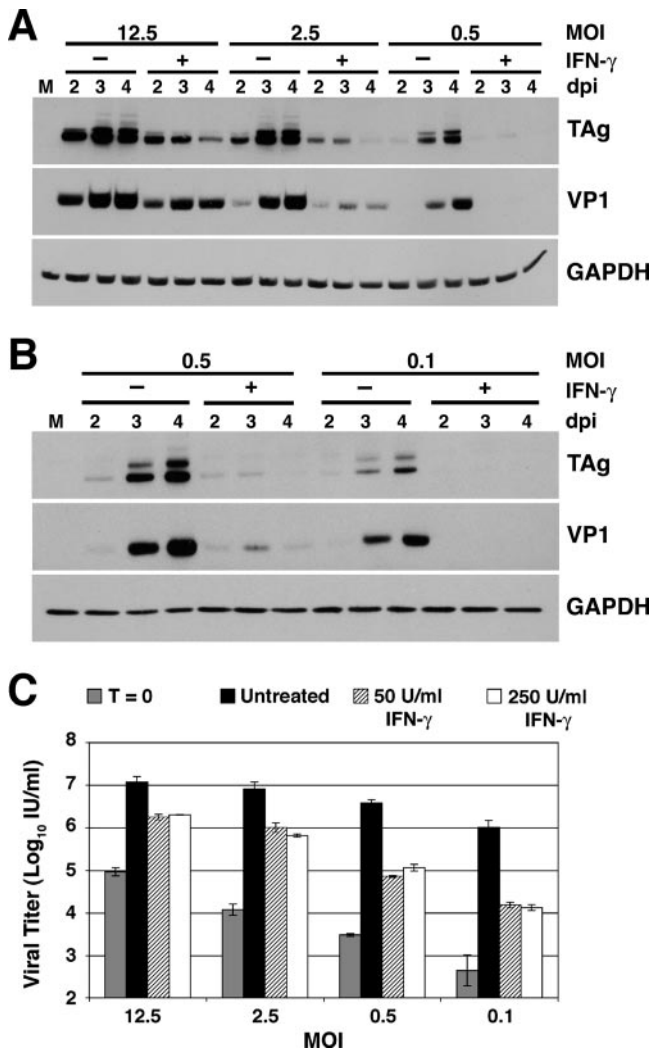 A
12.5 2.5 0.5 MOI
− + − + − + IFN-γ
M 2 3 4 2 3 4 2 3 4 2 3 4 2 3 4 2 3 4 dpi
TAg
VP1
GAPDH
B
0.5 0.1 MOI
− + − + IFN-γ
M 2 3 4 2 3 4 2 3 4 2 3 4 dpi
TAg
VP1
GAPDH
C
T = 0 Untreated 50 U/ml IFN-γ 250 U/ml IFN-γ
Viral Titer (Log10 IU/ml)
8
7
6
5
4
3
2
12.5 2.5 0.5 0.1
MOI